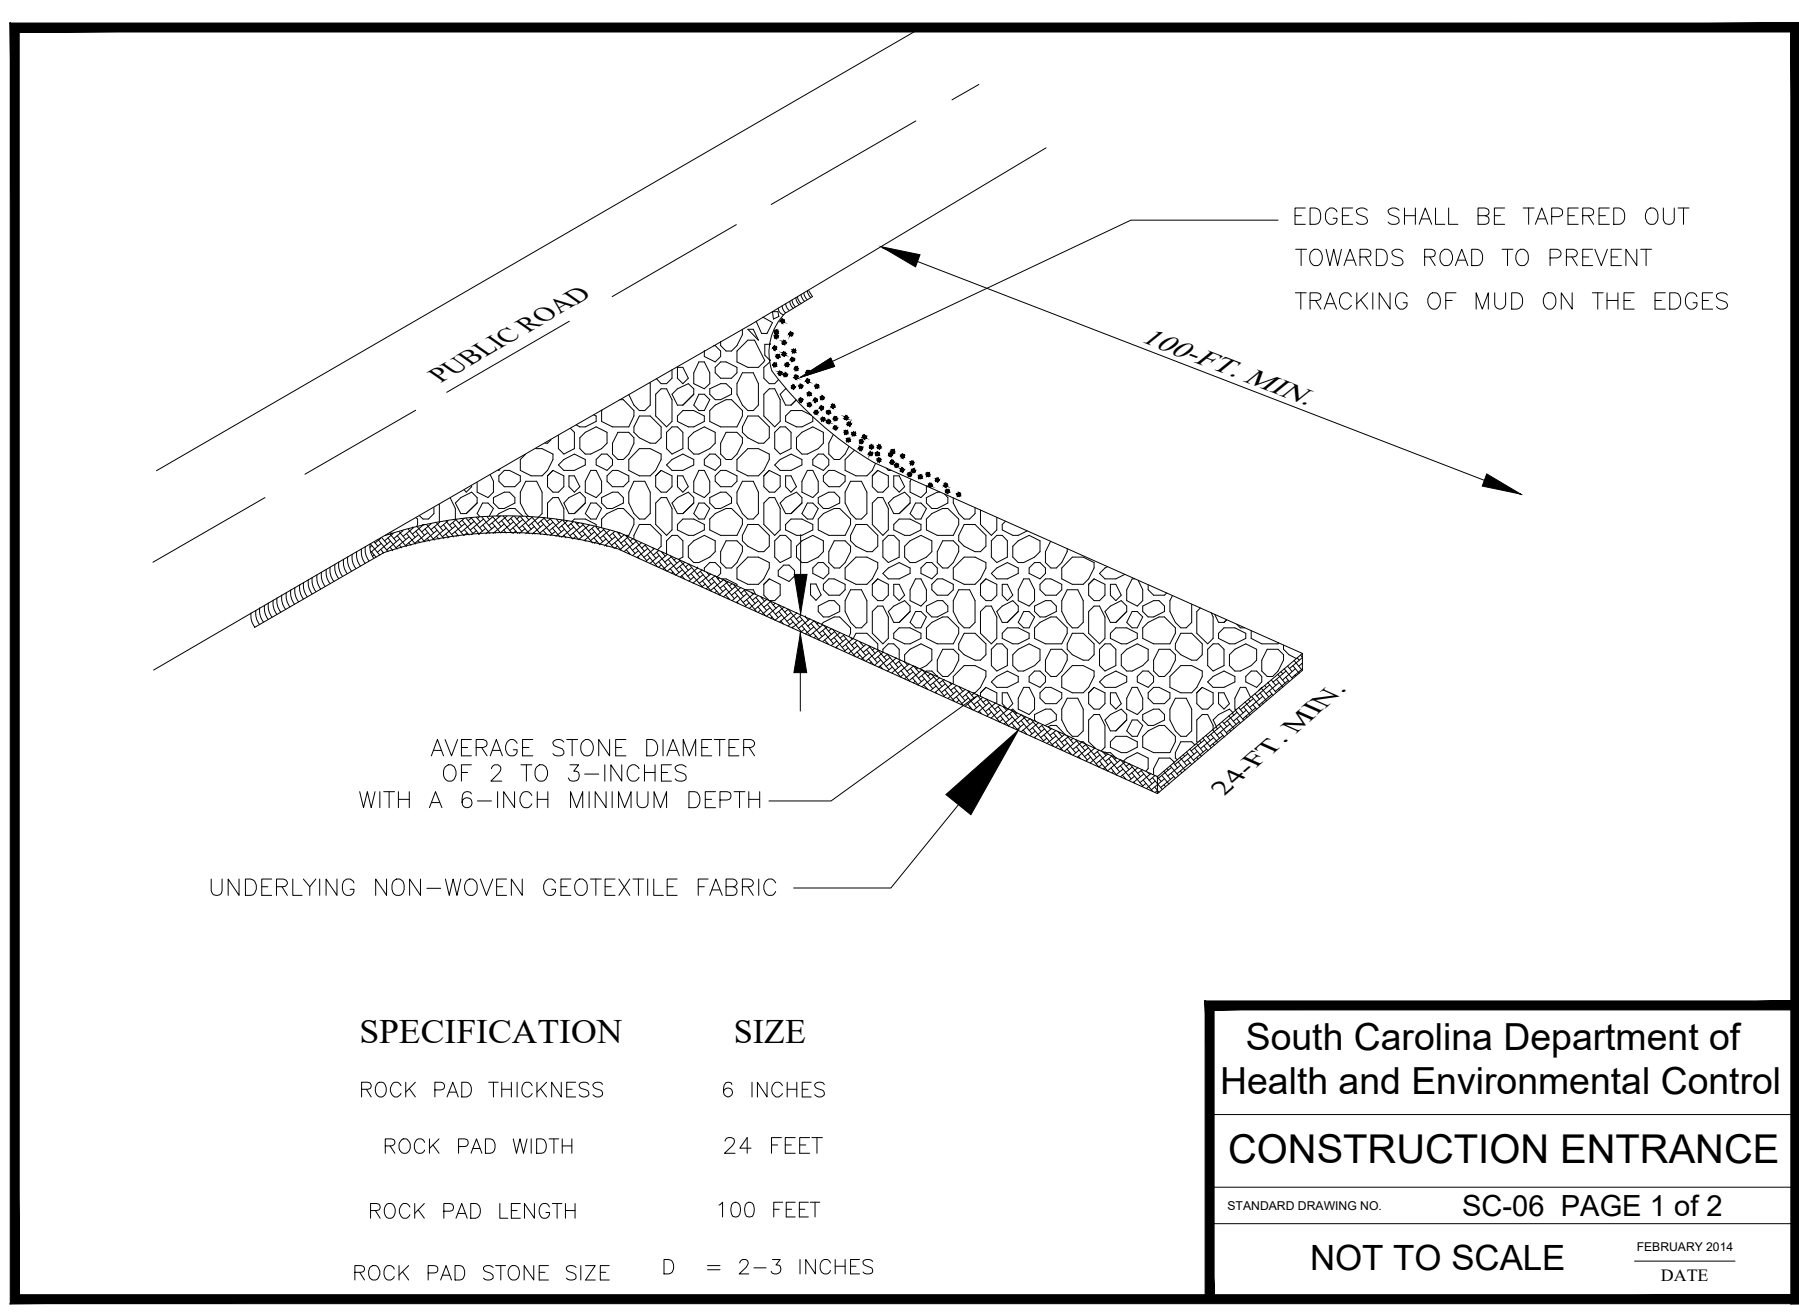 PUBLIC ROAD
EDGES SHALL BE TAPERED OUT
TOWARDS ROAD TO PREVENT
TRACKING OF MUD ON THE EDGES
100-FT. MIN.
24-FT. MIN.
AVERAGE STONE DIAMETER
OF 2 TO 3-INCHES
WITH A 6-INCH MINIMUM DEPTH
UNDERLYING NON-WOVEN GEOTEXTILE FABRIC
SPECIFICATION SIZE
ROCK PAD THICKNESS 6 INCHES
ROCK PAD WIDTH 24 FEET
ROCK PAD LENGTH 100 FEET
ROCK PAD STONE SIZE D = 2-3 INCHES
South Carolina Department of
Health and Environmental Control
CONSTRUCTION ENTRANCE
STANDARD DRAWING NO. SC-06 PAGE 1 of 2
NOT TO SCALE
FEBRUARY 2014
DATE